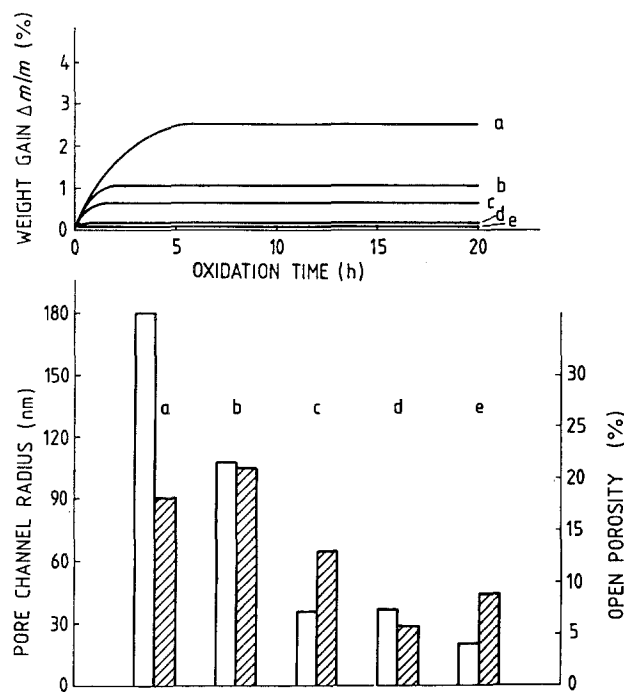 WEIGHT GAIN Δm/m (%)
4
3
2
1
0
a
b
c
d
e
0 5 10 15 20
OXIDATION TIME (h)
PORE CHANNEL RADIUS (nm)
180
150
120
90
60
30
0
a b c d e
30
25
20
15
10
5
0
OPEN POROSITY (%)